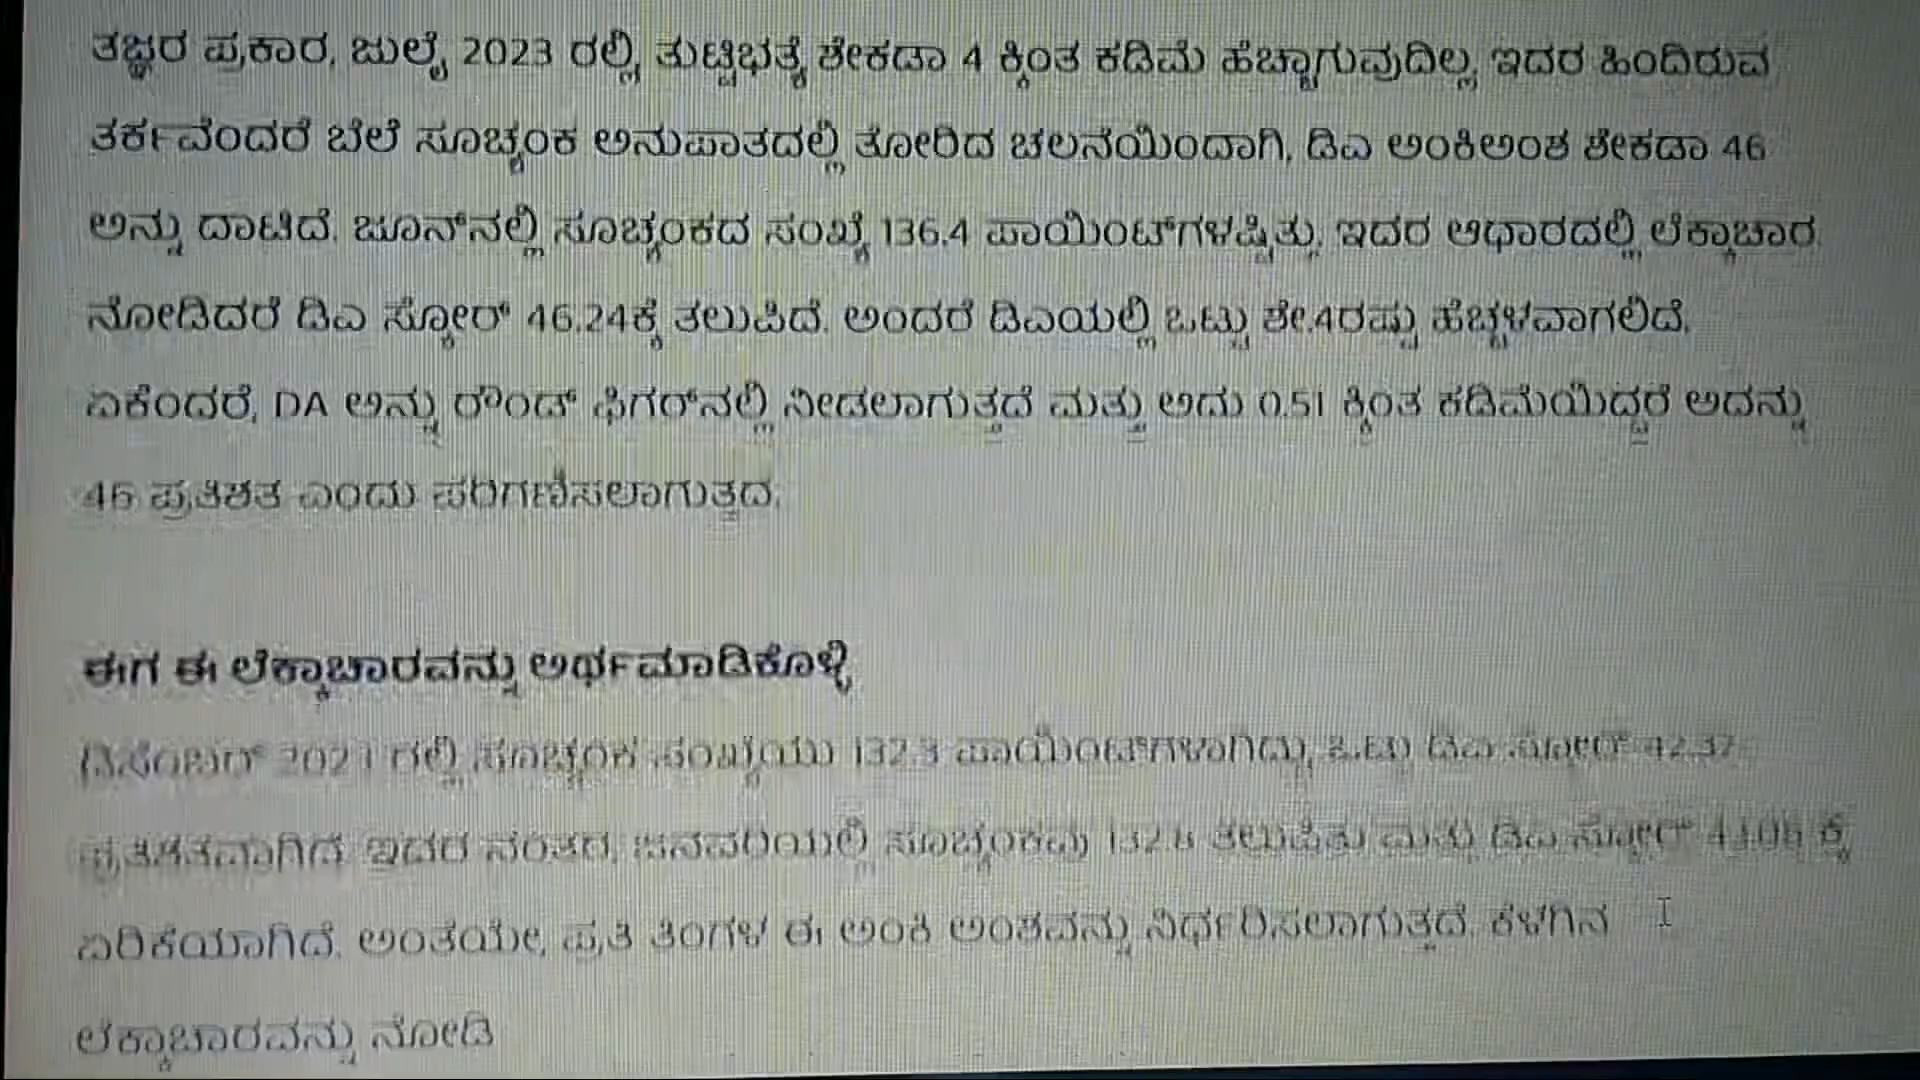 ತಜ್ಞರ ಪ್ರಕಾರ, ಜುಲೈ 2023 ರಲ್ಲಿ ತುಟ್ಟಿಭತ್ಯೆ ಶೇಕಡಾ 4 ಕ್ಕಿಂತ ಕಡಿಮೆ ಹೆಚ್ಚಾಗುವುದಿಲ್ಲ. ಇದರ ಹಿಂದಿರುವ
ತರ್ಕವೆಂದರೆ ಬೆಲೆ ಸೂಚ್ಯಂಕ ಅನುಪಾತದಲ್ಲಿ ತೋರಿದ ಚಲನೆಯಿಂದಾಗಿ, ಡಿಎ ಅಂಕಿಅಂಶ ಶೇಕಡಾ 46
ಅನ್ನು ದಾಟಿದೆ. ಜೂನ್‌ನಲ್ಲಿ ಸೂಚ್ಯಂಕದ ಸಂಖ್ಯೆ 136.4 ಪಾಯಿಂಟ್‌ಗಳಷ್ಟಿತ್ತು. ಇದರ ಆಧಾರದಲ್ಲಿ ಲೆಕ್ಕಾಚಾರ
ನೋಡಿದರೆ ಡಿಎ ಸ್ಕೋರ್ 46.24ಕ್ಕೆ ತಲುಪಿದೆ. ಅಂದರೆ ಡಿಎಯಲ್ಲಿ ಒಟ್ಟು ಶೇ.4ರಷ್ಟು ಹೆಚ್ಚಳವಾಗಲಿದೆ.
ಏಕೆಂದರೆ, DA ಅನ್ನು ರೌಂಡ್ ಫಿಗರ್‌ನಲ್ಲಿ ನೀಡಲಾಗುತ್ತದೆ ಮತ್ತು ಅದು 0.51 ಕ್ಕಿಂತ ಕಡಿಮೆಯಿದ್ದರೆ ಅದನ್ನು
46 ಪ್ರತಿಶತ ಎಂದು ಪರಿಗಣಿಸಲಾಗುತ್ತದೆ.
ಈಗ ಈ ಲೆಕ್ಕಾಚಾರವನ್ನು ಅರ್ಥಮಾಡಿಕೊಳ್ಳಿ
ಡಿಸೆಂಬರ್ ರಲ್ಲಿ ಸೂಚ್ಯಂಕ ಸಂಖ್ಯೆಯು 132.3 ಪಾಯಿಂಟ್‌ಗಳಾಗಿದ್ದು, ಒಟ್ಟು ಡಿಎ ಸ್ಕೋರ್ 42.37
ಪ್ರತಿಶತವಾಗಿದೆ. ಇದರ ನಂತರ, ಜನವರಿಯಲ್ಲಿ ಸೂಚ್ಯಂಕವು 132.8 ತಲುಪಿತು ಮತ್ತು ಡಿಎ ಸ್ಕೋರ್ ಕ್ಕೆ
ಏರಿಕೆಯಾಗಿದೆ. ಅಂತೆಯೇ, ಪ್ರತಿ ತಿಂಗಳ ಈ ಅಂಕಿ ಅಂಶವನ್ನು ನಿರ್ಧರಿಸಲಾಗುತ್ತದೆ. ಕೆಳಗಿನ
ಲೆಕ್ಕಾಚಾರವನ್ನು ನೋಡಿ